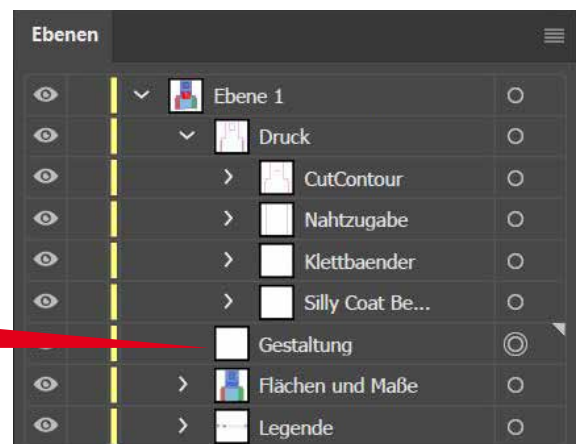 Ebenen
Ebene 1
Druck
CutContour
Nahtzugabe
Klettbaender
Silly Coat Be...
Gestaltung
Flächen und Maße
Legende